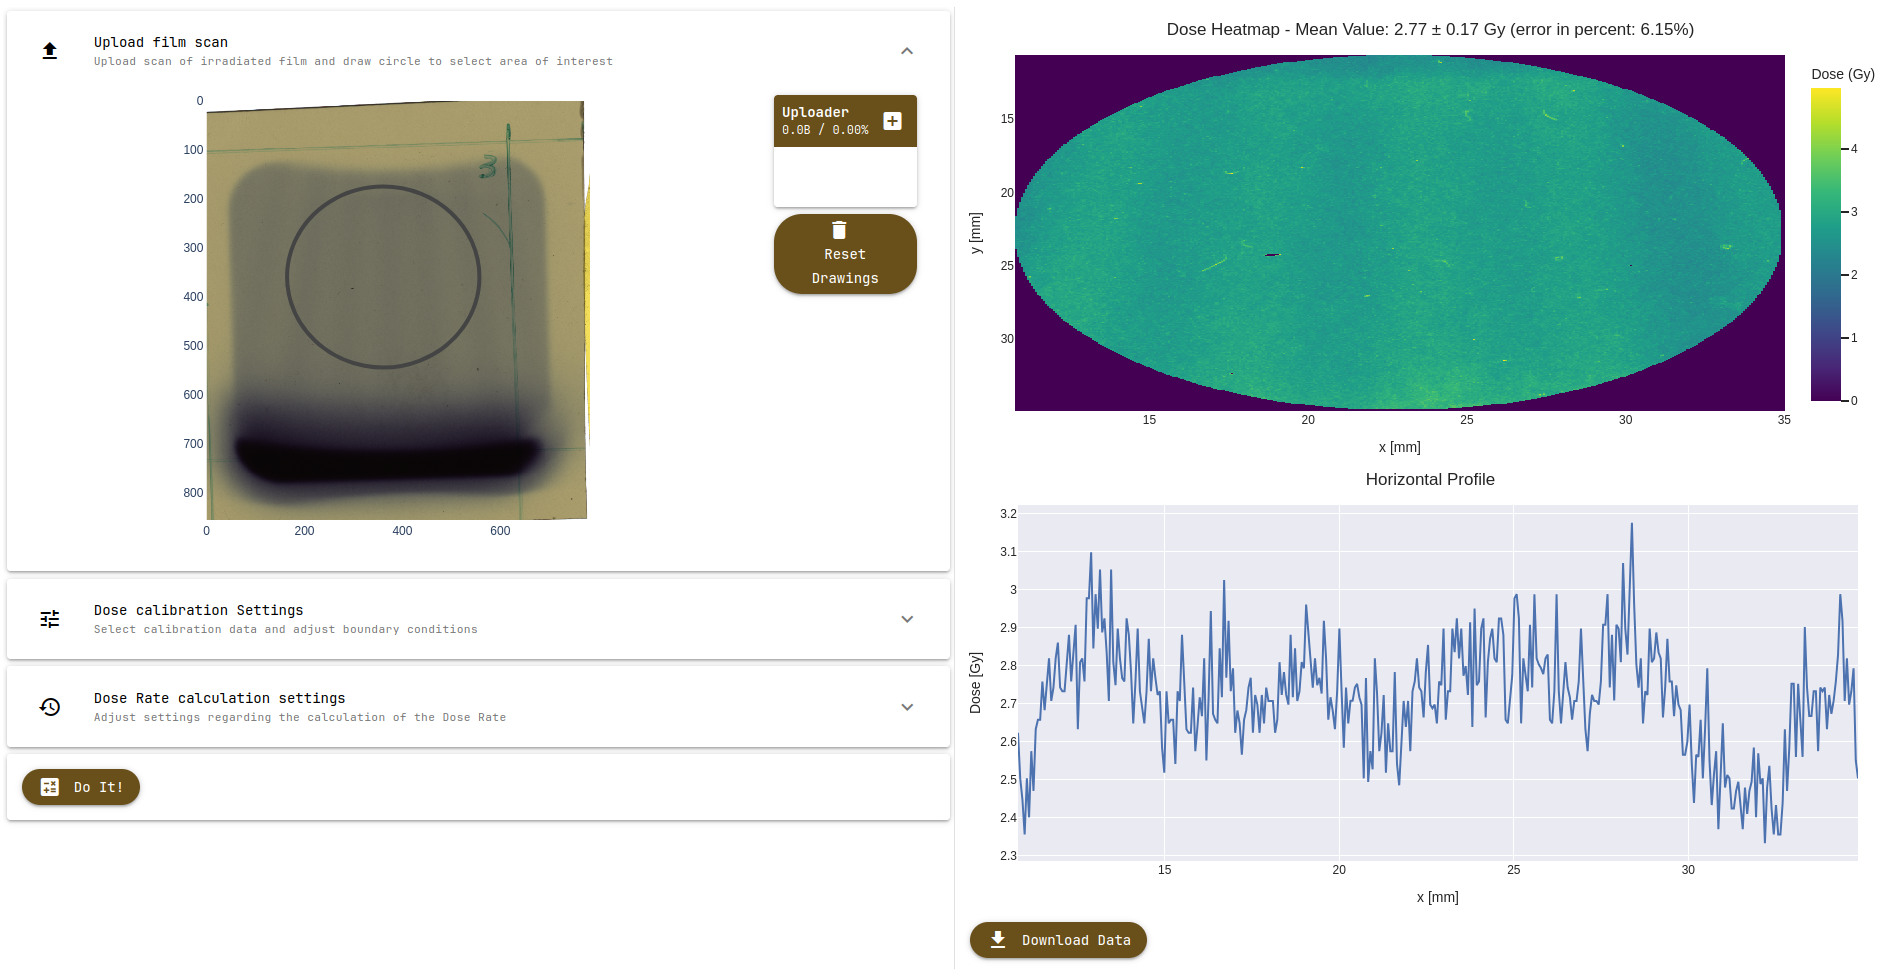 Upload film scan
Upload scan of irradiated film and draw circle to select area of interest
0
100
200
300
400
500
600
700
800
0
200
400
600
3
Uploader
0.0B / 0.00%
Reset
Drawings
Dose calibration Settings
Select calibration data and adjust boundary conditions
Dose Rate calculation settings
Adjust settings regarding the calculation of the Dose Rate
Do It!
Dose Heatmap - Mean Value: 2.77 ± 0.17 Gy (error in percent: 6.15%)
Dose (Gy)
4
3
2
1
0
15
20
25
30
y [mm]
15
20
25
30
35
x [mm]
Horizontal Profile
3.2
3.1
3
2.9
2.8
2.7
2.6
2.5
2.4
2.3
Dose [Gy]
15
20
25
30
x [mm]
Download Data